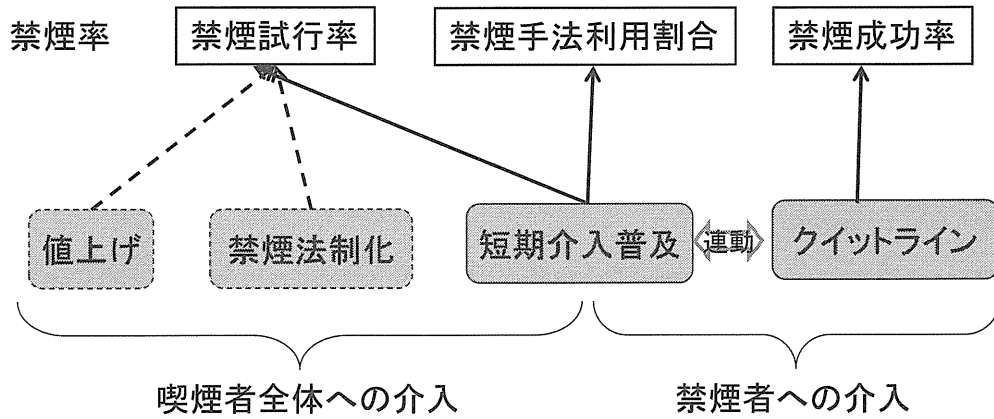 禁煙率
禁煙試行率
禁煙手法利用割合
禁煙成功率
値上げ
禁煙法制化
短期介入普及
連動
クイットライン
喫煙者全体への介入
禁煙者への介入